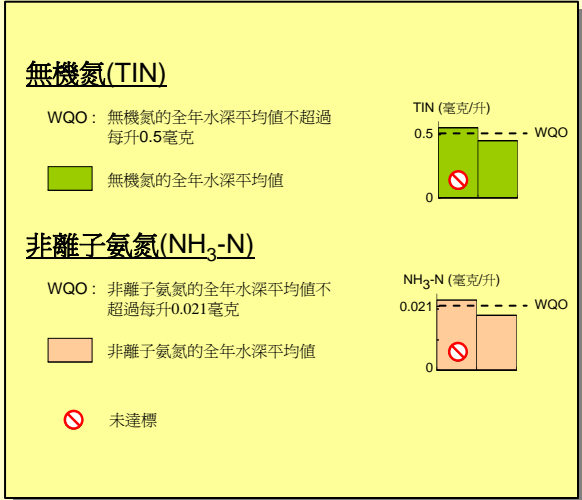 無機氮(TIN)
WQO : 無機氮的全年水深平均值不超過
每升0.5毫克
無機氮的全年水深平均值
TIN (毫克/升)
0.5
WQO
0
非離子氨氮(NH3-N)
WQO : 非離子氨氮的全年水深平均值不
超過每升0.021毫克
非離子氨氮的全年水深平均值
NH3-N (毫克/升)
0.021
WQO
0
未達標